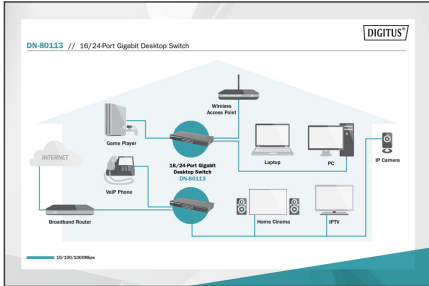 DIGITUS®
DN-80113 // 16/24-Port Gigabit Desktop Switch
Wireless
Access Point
Game Player
16/24-Port Gigabit
Desktop Switch
DN-80113
Laptop
PC
IP Camera
INTERNET
VoIP Phone
Broadband Router
Home Cinema
IPTV
10/100/1000Mbps